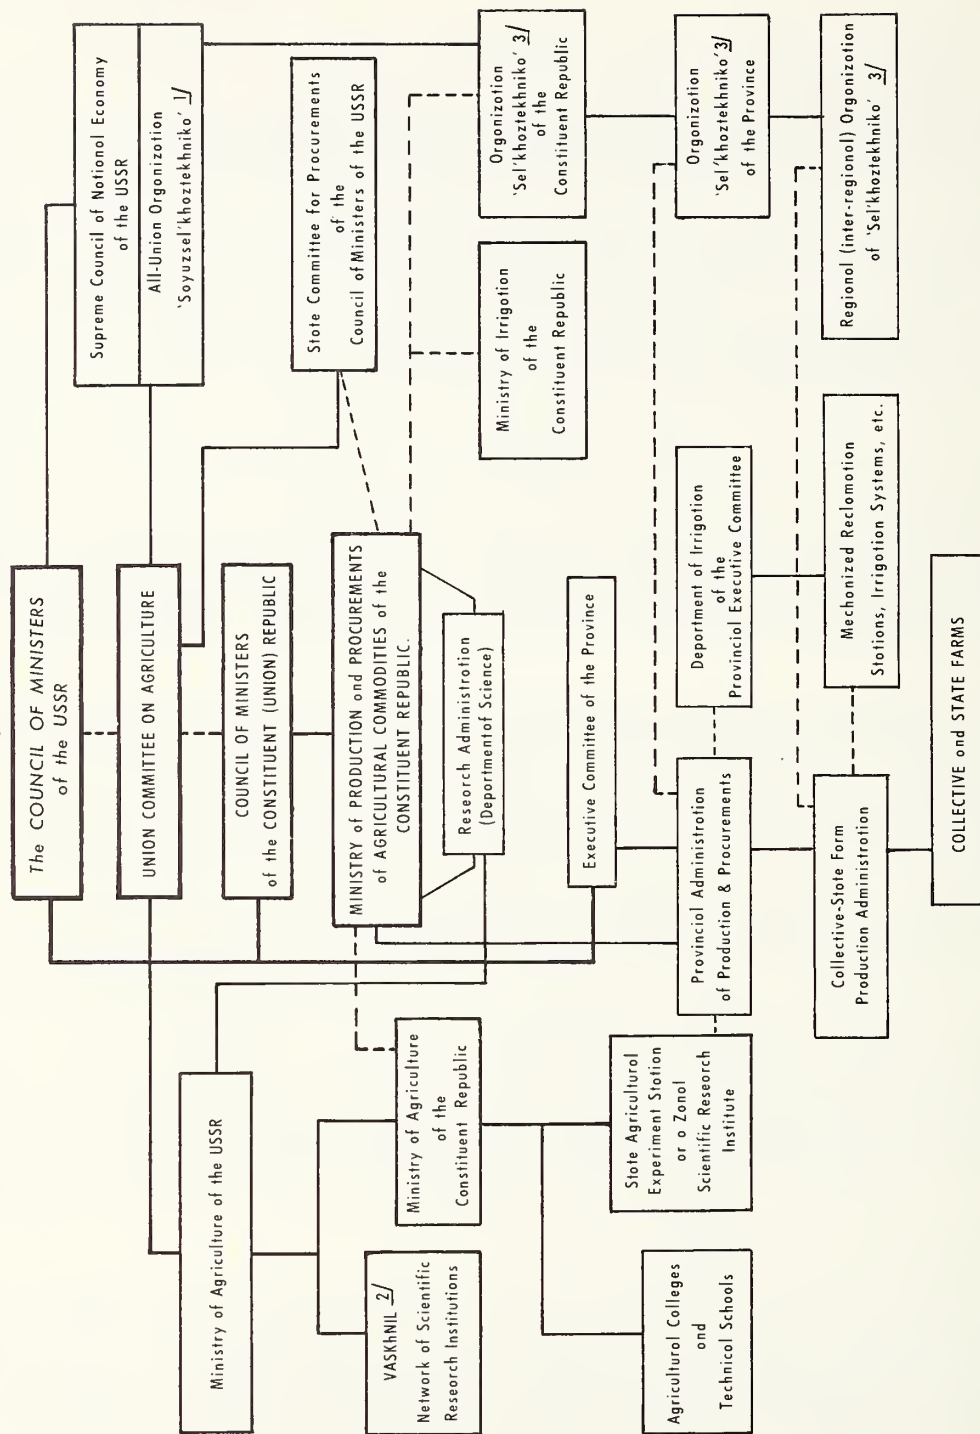 The COUNCIL OF MINISTERS
of the USSR
Supreme Council of National Economy
of the USSR
All-Union Organization
'Soyuzsel'khoztekhnika' 1/
UNION COMMITTEE ON AGRICULTURE
Ministry of Agriculture of the USSR
COUNCIL OF MINISTERS
of the CONSTITUENT (UNION) REPUBLIC
State Committee for Procurements
of the
Council of Ministers of the USSR
MINISTRY of PRODUCTION and PROCUREMENTS
of AGRICULTURAL COMMODITIES of the
CONSTITUENT REPUBLIC.
VASKhNIL 2/
Network of Scientific
Research Institutions
Ministry of Agriculture
of the
Constituent Republic
Research Administration
(Department of Science)
Ministry of Irrigation
of the
Constituent Republic
Organization
'Sel'khoztekhnika' 3/
of the
Constituent Republic
Executive Committee of the Province
Agricultural Colleges
and
Technical Schools
State Agricultural
Experiment Station
or a Zonal
Scientific Research
Institute
Provincial Administration
of Production & Procurements
Department of Irrigation
of the
Provincial Executive Committee
Organization
'Sel'khoztekhnika' 3/
of the Province
Collective-State Farm
Production Administration
Mechanized Reclamation
Stations, Irrigation Systems, etc.
Regional (inter-regional) Organization
of 'Sel'khoztekhnika' 3/
COLLECTIVE and STATE FARMS